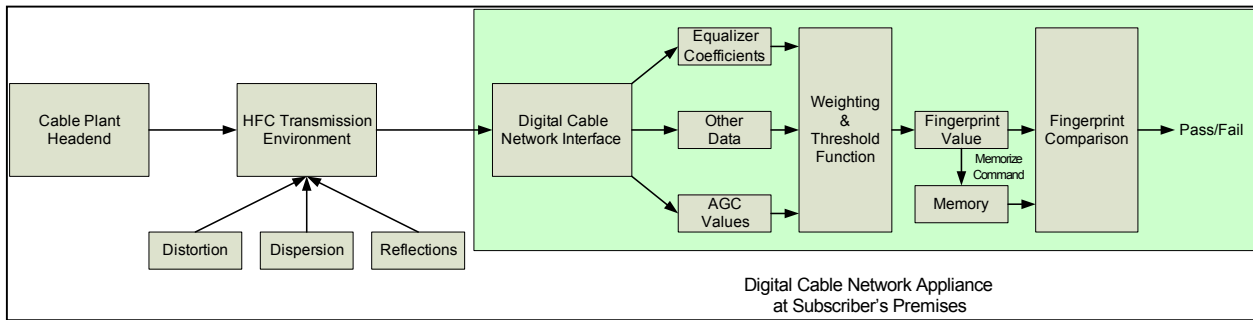 Cable Plant
Headend
HFC Transmission
Environment
Distortion
Dispersion
Reflections
Digital Cable
Network Interface
Equalizer
Coefficients
Other
Data
AGC
Values
Weighting
&
Threshold
Function
Fingerprint
Value
Memorize
Command
Memory
Fingerprint
Comparison
Pass/Fail
Digital Cable Network Appliance
at Subscriber's Premises